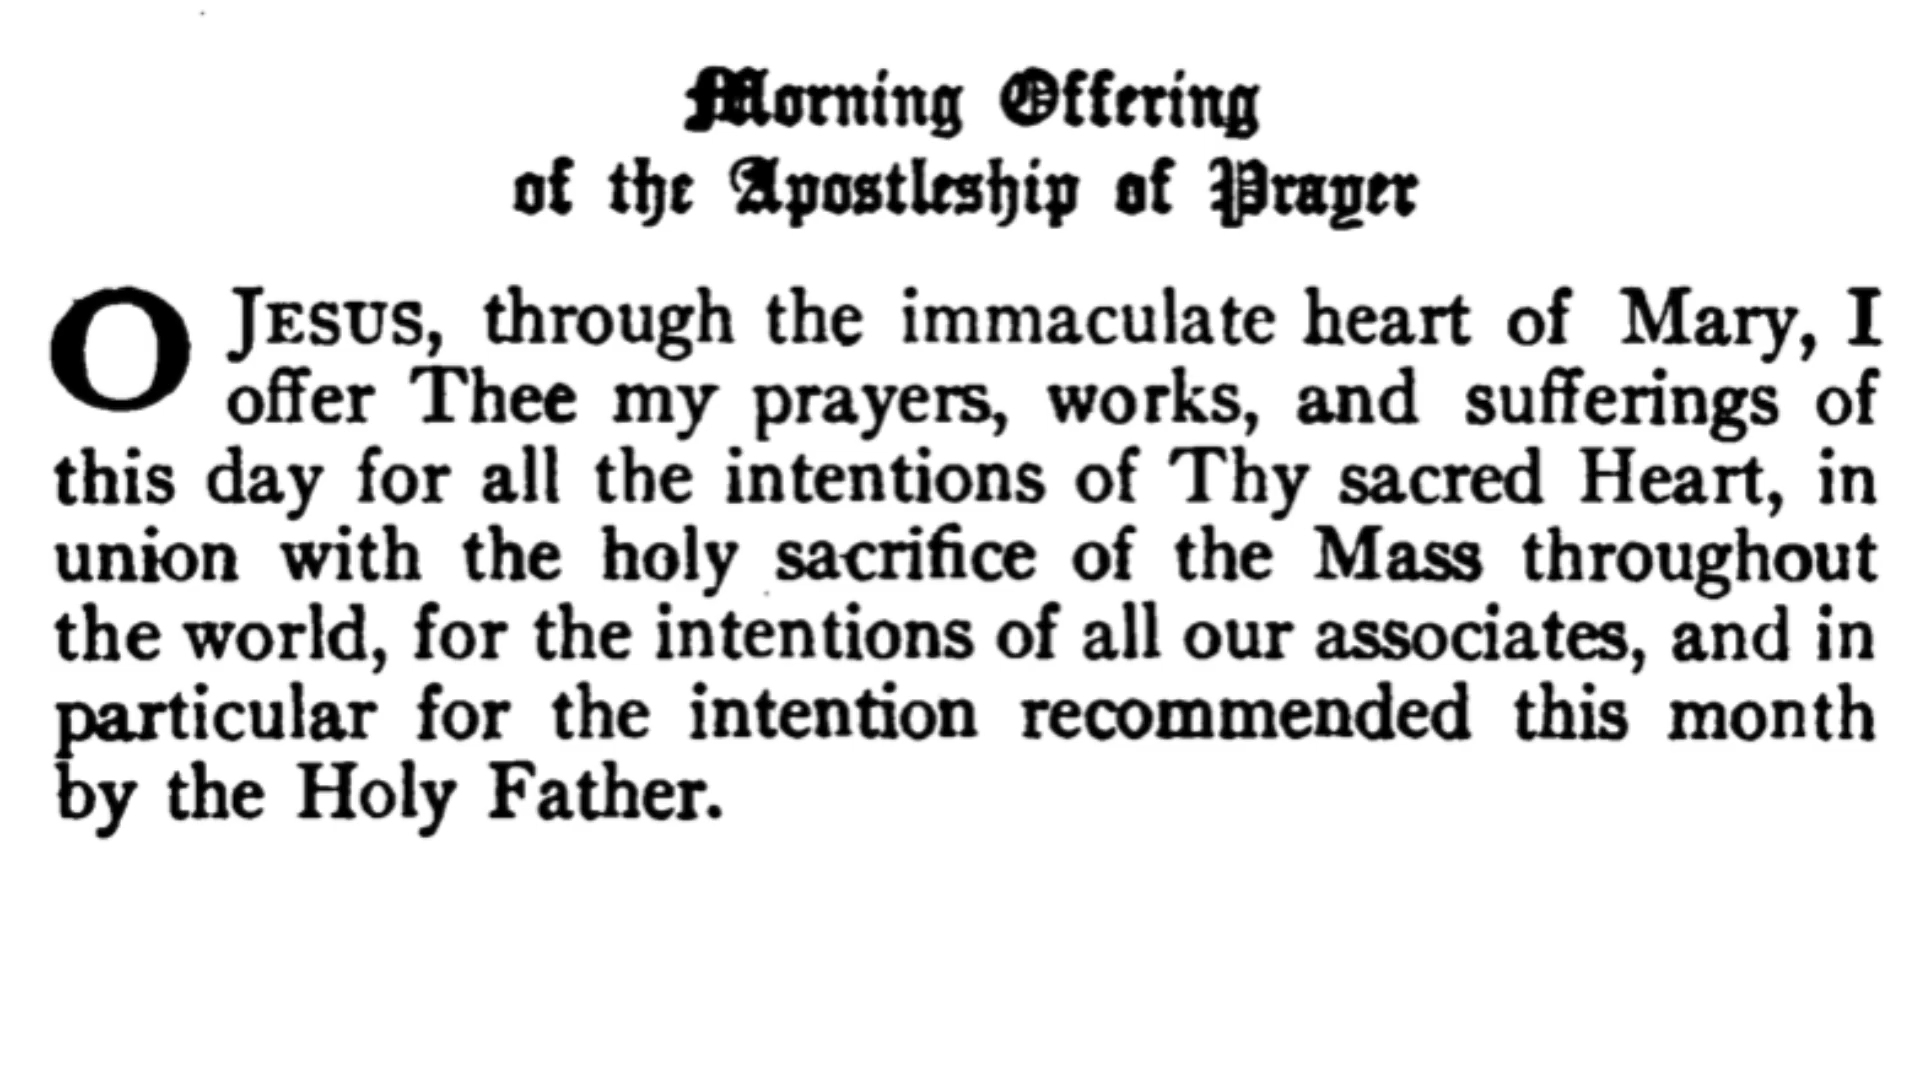 Morning Offering
of the Apostleship of Prayer
O JESUS, through the immaculate heart of Mary, I
offer Thee my prayers, works, and sufferings of
this day for all the intentions of Thy sacred Heart, in
union with the holy sacrifice of the Mass throughout
the world, for the intentions of all our associates, and in
particular for the intention recommended this month
by the Holy Father.